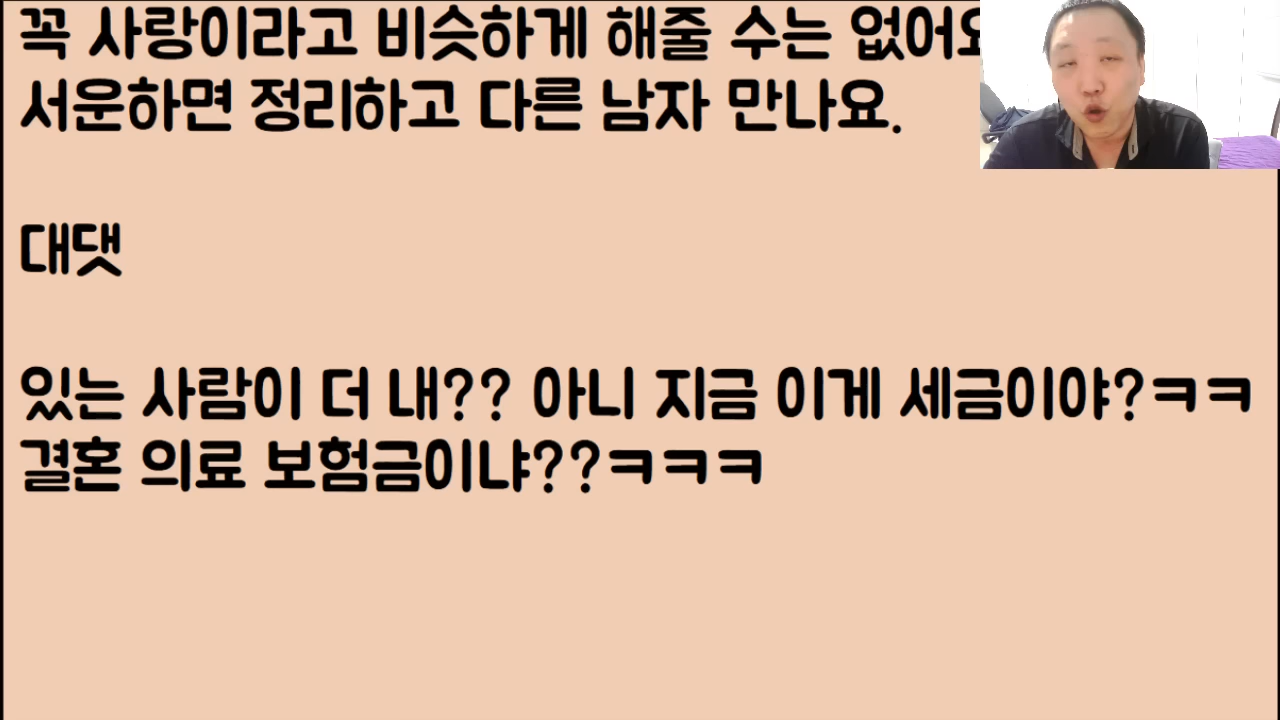 꼭 사랑이라고 비슷하게 해줄 수는 없어요
서운하면 정리하고 다른 남자 만나요.
대댓
있는 사람이 더 내?? 아니 지금 이게 세금이야?ㅋㅋ
결혼 의료 보험금이냐??ㅋㅋㅋ